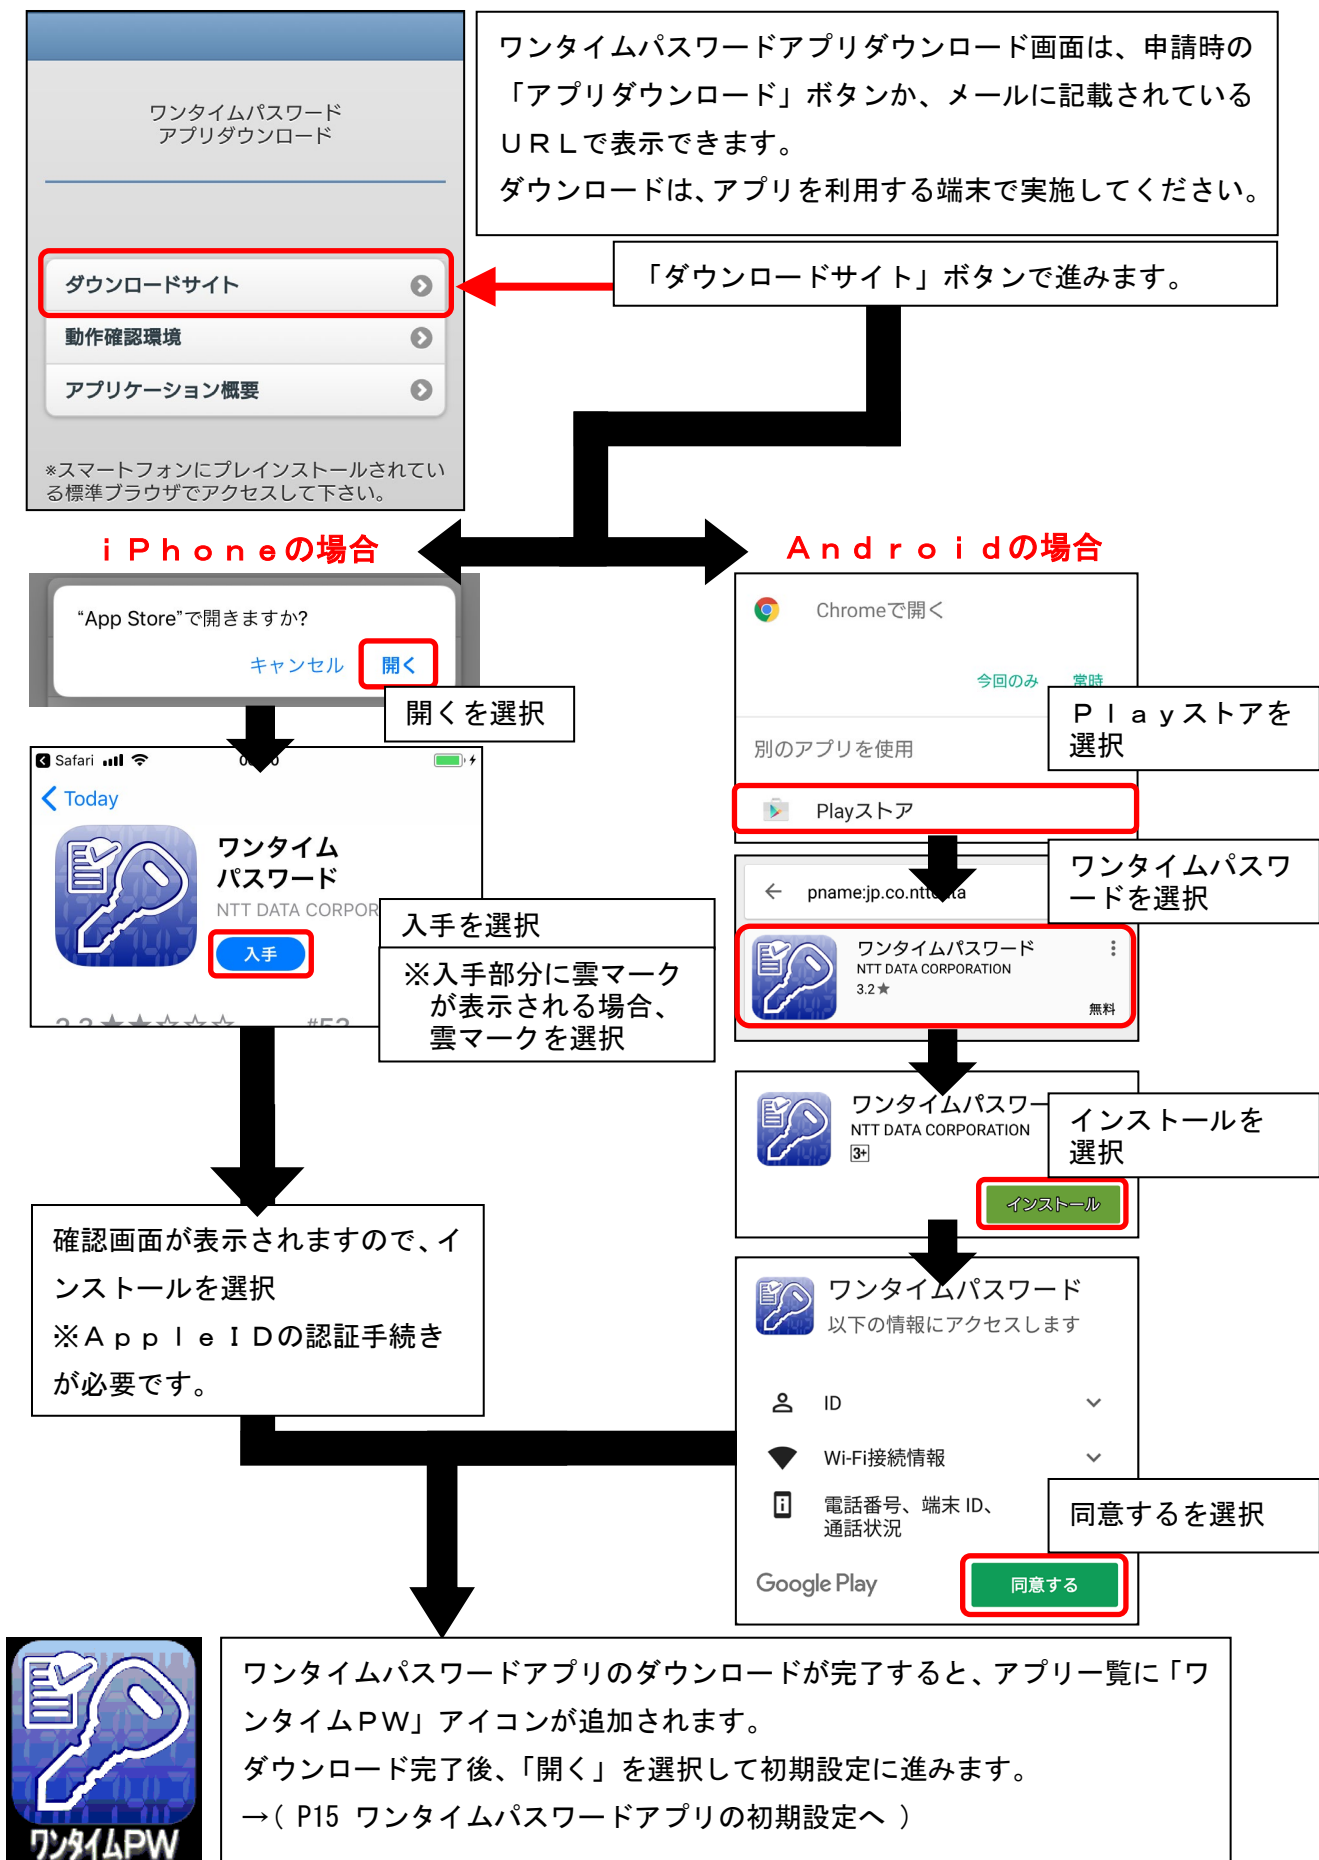 ワンタイムパスワード
アプリダウンロード
ダウンロードサイト
動作確認環境
アプリケーション概要
※スマートフォンにプレインストールされてい
る標準ブラウザでアクセスして下さい。
ワンタイムパスワードアプリダウンロード画面は、申請時の
「アプリダウンロード」ボタンか、メールに記載されている
ＵＲＬで表示できます。
ダウンロードは、アプリを利用する端末で実施してください。
「ダウンロードサイト」ボタンで進みます。
ｉＰｈｏｎｅの場合
“App Store”で開きますか?
キャンセル 開く
開くを選択
Safari
Today
ワンタイム
パスワード
NTT DATA CORPOR
入手
入手を選択
※入手部分に雲マーク
が表示される場合、
雲マークを選択
確認画面が表示されますので、イ
ンストールを選択
※ＡｐｐｌｅＩＤの認証手続き
が必要です。
Ａｎｄｒｏｉｄの場合
Chromeで開く
今回のみ 常時
別のアプリを使用
Playストア
Ｐｌａｙストアを
選択
pname:jp.co.nttdata
ワンタイムパスワ
ードを選択
ワンタイムパスワード
NTT DATA CORPORATION
3.2★
無料
ワンタイムパスワー
NTT DATA CORPORATION
3+
インストール
インストールを
選択
ワンタイムパスワード
以下の情報にアクセスします
ID
Wi-Fi接続情報
電話番号、端末 ID、
通話状況
Google Play
同意する
同意するを選択
ワンタイムPW
ワンタイムパスワードアプリのダウンロードが完了すると、アプリ一覧に「ワ
ンタイムＰＷ」アイコンが追加されます。
ダウンロード完了後、「開く」を選択して初期設定に進みます。
→( P15 ワンタイムパスワードアプリの初期設定へ )